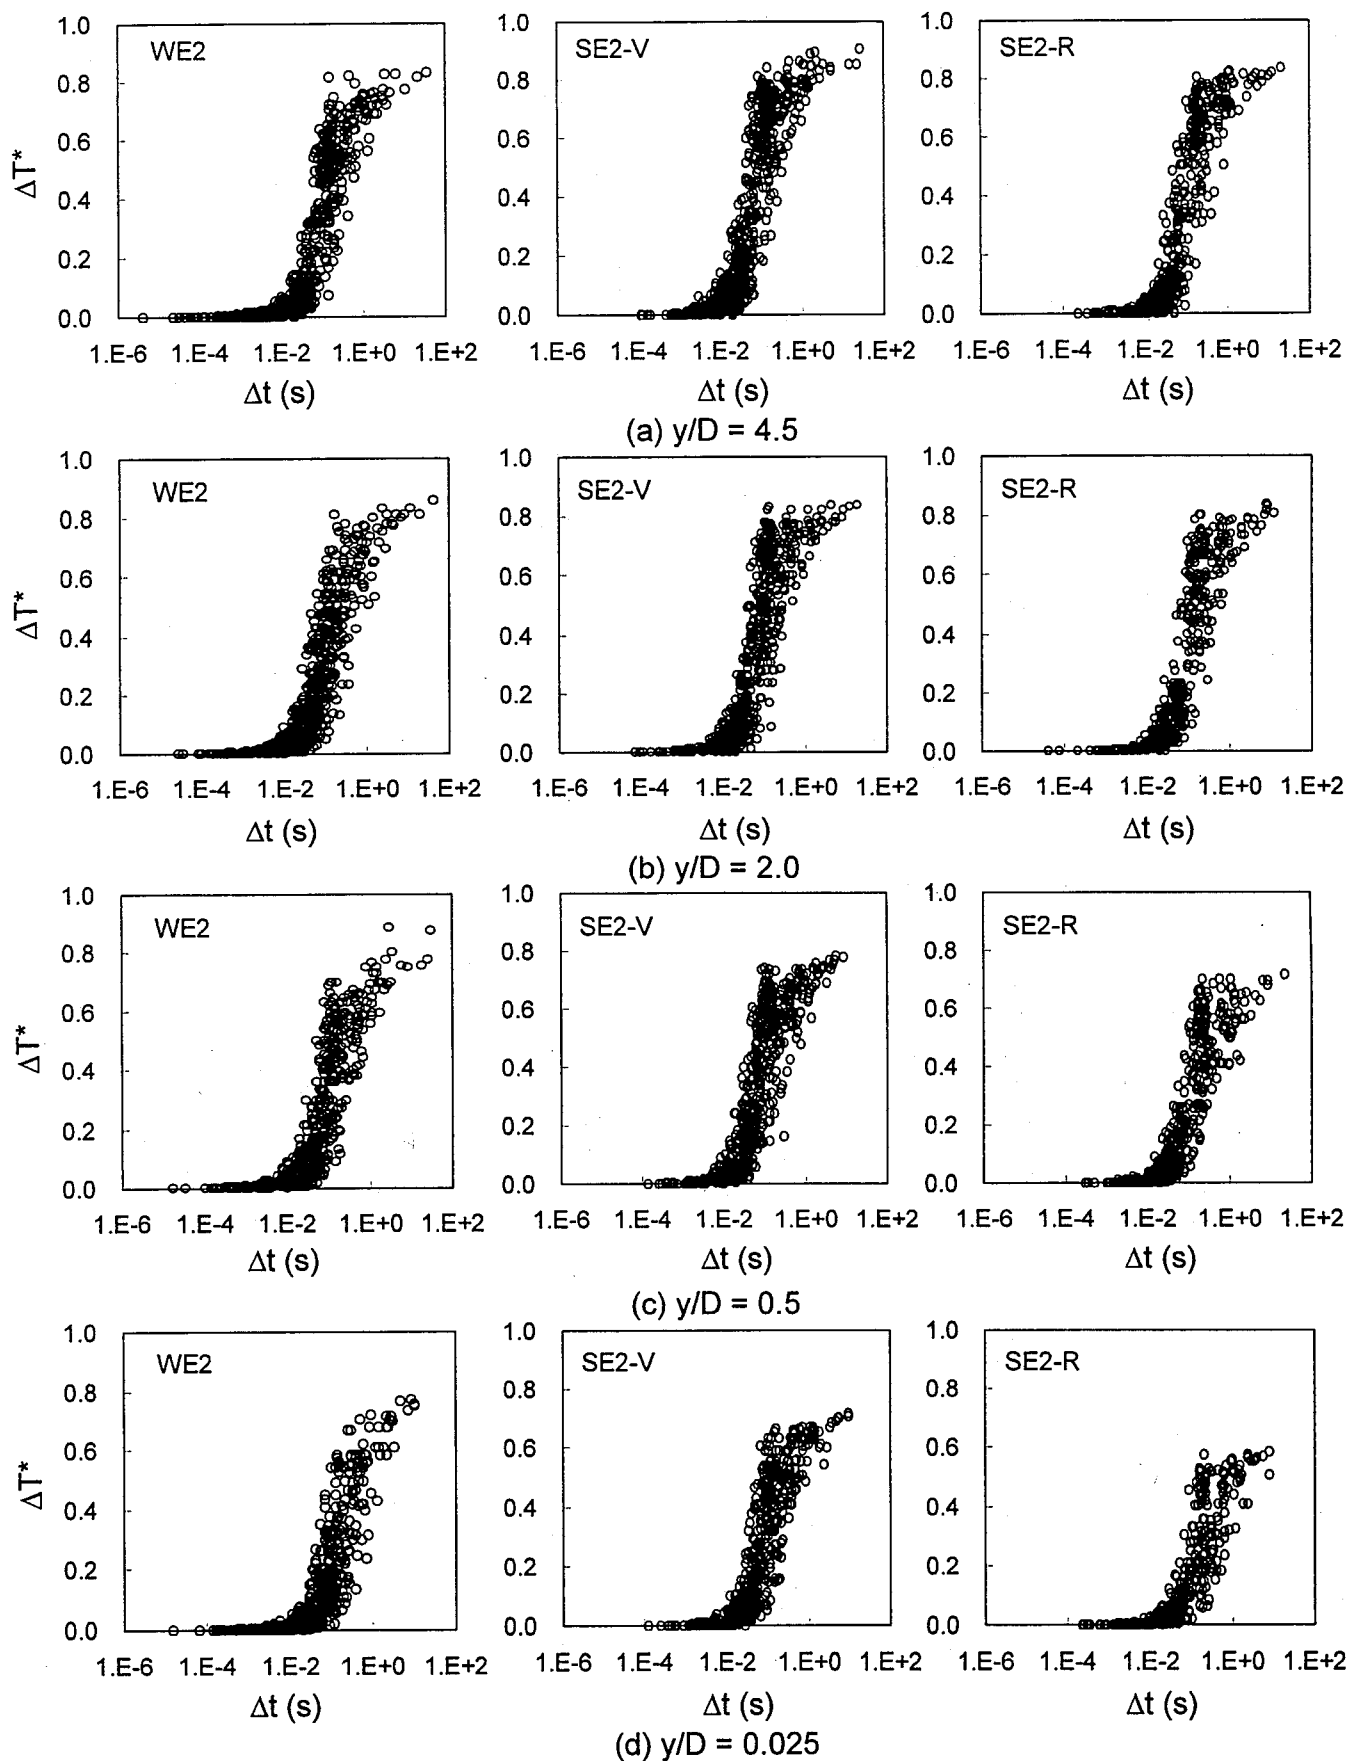 1.0 1.0 1.0
WE2 SE2-V SE2-R
0.8 0.8 0.8
0.6 0.6 0.6
ΔT*
0.4 0.4 0.4
0.2 0.2 0.2
0.0 0.0 0.0
1.E-6 1.E-4 1.E-2 1.E+0 1.E+2 1.E-6 1.E-4 1.E-2 1.E+0 1.E+2 1.E-6 1.E-4 1.E-2 1.E+0 1.E+2
Δt (s) Δt (s) Δt (s)
(a) y/D = 4.5
1.0 1.0 1.0
WE2 SE2-V SE2-R
0.8 0.8 0.8
0.6 0.6 0.6
ΔT*
0.4 0.4 0.4
0.2 0.2 0.2
0.0 0.0 0.0
1.E-6 1.E-4 1.E-2 1.E+0 1.E+2 1.E-6 1.E-4 1.E-2 1.E+0 1.E+2 1.E-6 1.E-4 1.E-2 1.E+0 1.E+2
Δt (s) Δt (s) Δt (s)
(b) y/D = 2.0
1.0 1.0 1.0
WE2 SE2-V SE2-R
0.8 0.8 0.8
0.6 0.6 0.6
ΔT*
0.4 0.4 0.4
0.2 0.2 0.2
0.0 0.0 0.0
1.E-6 1.E-4 1.E-2 1.E+0 1.E+2 1.E-6 1.E-4 1.E-2 1.E+0 1.E+2 1.E-6 1.E-4 1.E-2 1.E+0 1.E+2
Δt (s) Δt (s) Δt (s)
(c) y/D = 0.5
1.0 1.0 1.0
WE2 SE2-V SE2-R
0.8 0.8 0.8
0.6 0.6 0.6
ΔT*
0.4 0.4 0.4
0.2 0.2 0.2
0.0 0.0 0.0
1.E-6 1.E-4 1.E-2 1.E+0 1.E+2 1.E-6 1.E-4 1.E-2 1.E+0 1.E+2 1.E-6 1.E-4 1.E-2 1.E+0 1.E+2
Δt (s) Δt (s) Δt (s)
(d) y/D = 0.025